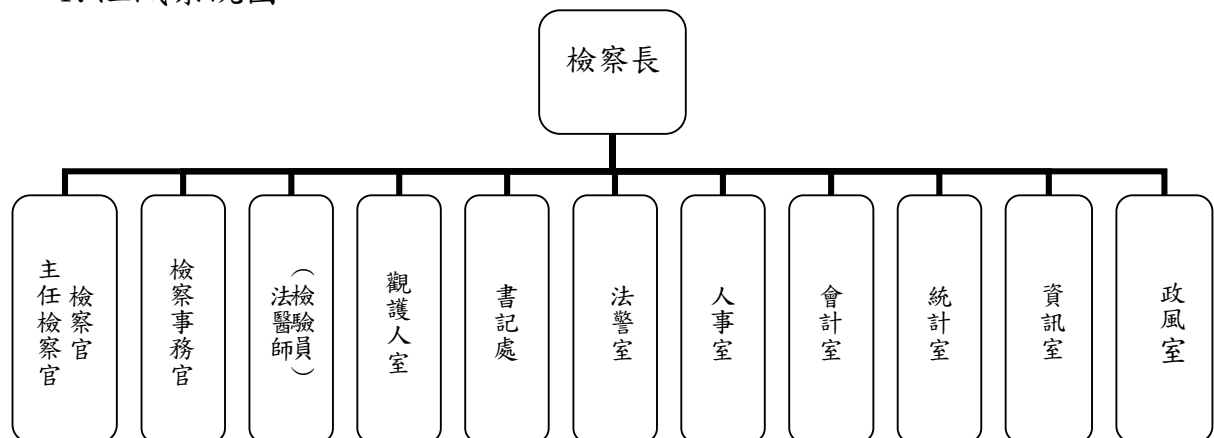 檢察長
主任檢察官
檢察官
檢察事務官
法醫師
（檢驗員）
觀護人室
書記處
法警室
人事室
會計室
統計室
資訊室
政風室